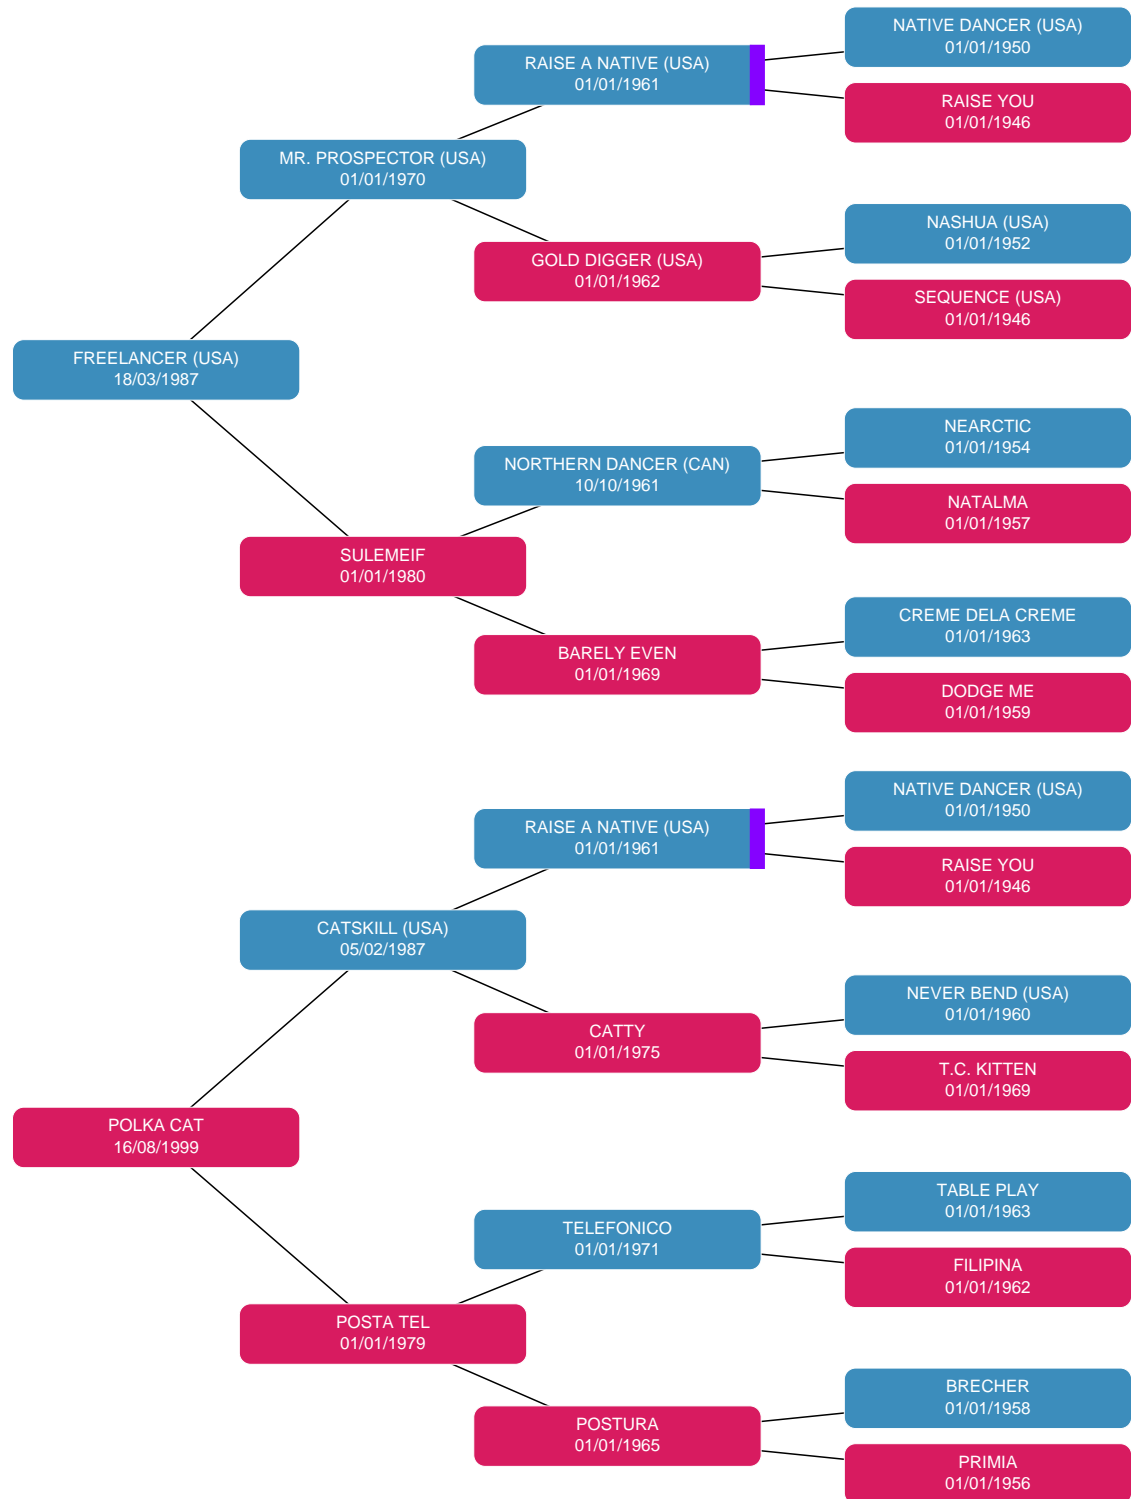 NATIVE DANCER (USA)
01/01/1950
RAISE A NATIVE (USA)
01/01/1961
RAISE YOU
01/01/1946
MR. PROSPECTOR (USA)
01/01/1970
NASHUA (USA)
01/01/1952
GOLD DIGGER (USA)
01/01/1962
SEQUENCE (USA)
01/01/1946
FREELANCER (USA)
18/03/1987
NEARCTIC
01/01/1954
NORTHERN DANCER (CAN)
10/10/1961
NATALMA
01/01/1957
SULEMEIF
01/01/1980
CREME DELA CREME
01/01/1963
BARELY EVEN
01/01/1969
DODGE ME
01/01/1959
NATIVE DANCER (USA)
01/01/1950
RAISE A NATIVE (USA)
01/01/1961
RAISE YOU
01/01/1946
CATSKILL (USA)
05/02/1987
NEVER BEND (USA)
01/01/1960
CATTY
01/01/1975
T.C. KITTEN
01/01/1969
POLKA CAT
16/08/1999
TABLE PLAY
01/01/1963
TELEFONICO
01/01/1971
FILIPINA
01/01/1962
POSTA TEL
01/01/1979
BRECHER
01/01/1958
POSTURA
01/01/1965
PRIMIA
01/01/1956